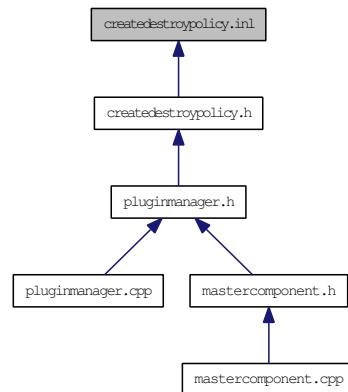 createdestroypolicy.inl
createdestroypolicy.h
pluginmanager.h
pluginmanager.cpp
mastercomponent.h
mastercomponent.cpp